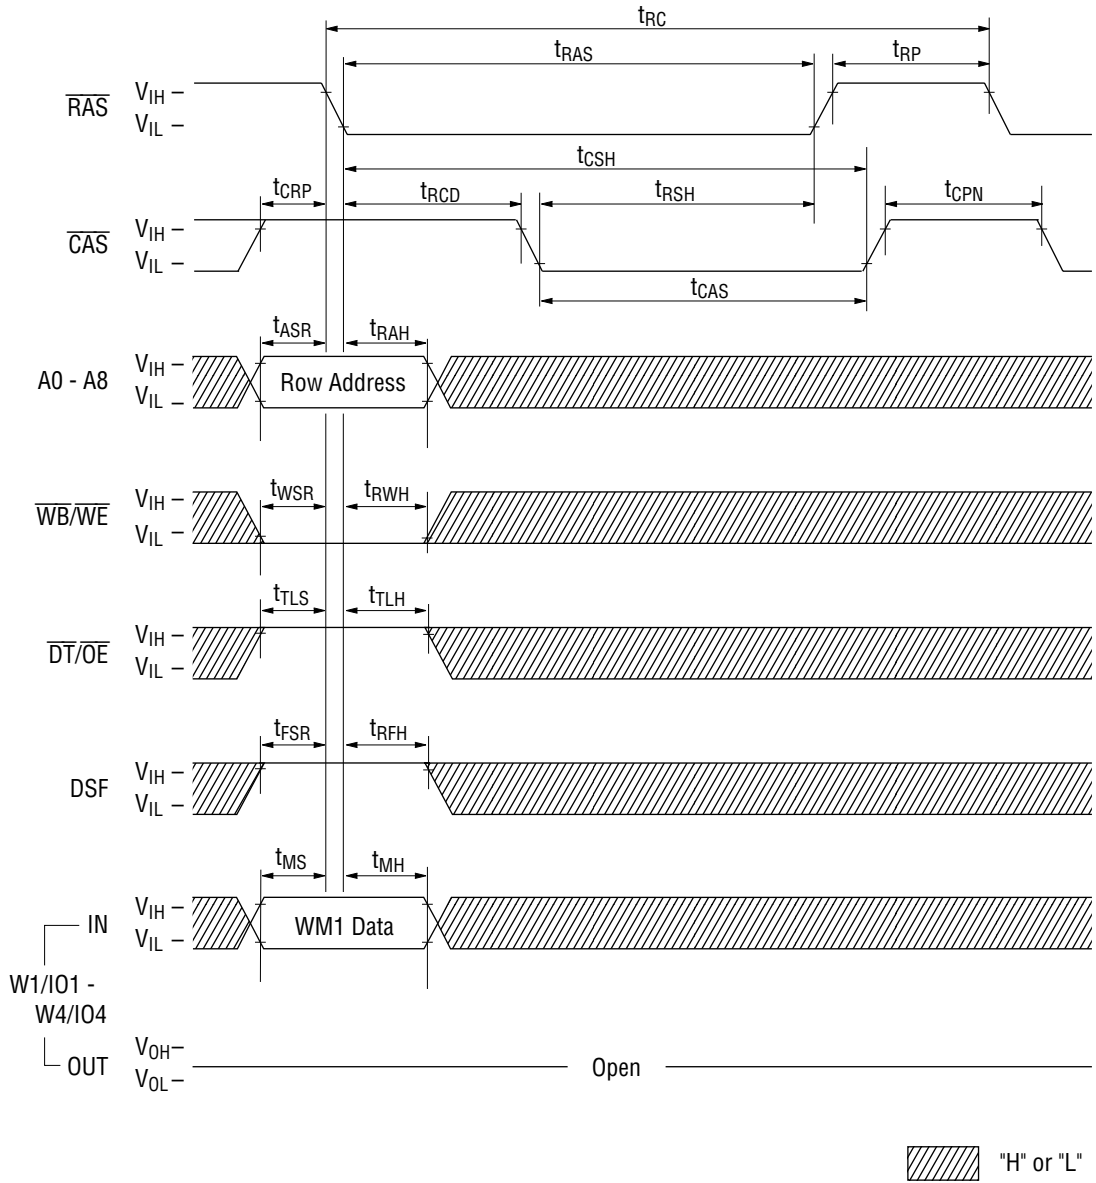 tRC
tRAS
tRP
RAS
VIH –
VIL –
tCSH
tCRP
tRCD
tRSH
tCPN
CAS
VIH –
VIL –
tCAS
tASR
tRAH
A0 - A8
VIH –
VIL –
Row Address
tWSR
tRWH
WB/WE
VIH –
VIL –
tTLS
tTLH
DT/OE
VIH –
VIL –
tFSR
tRFH
DSF
VIH –
VIL –
tMS
tMH
IN
VIH –
VIL –
WM1 Data
W1/IO1 -
W4/IO4
OUT
VOH–
VOL–
Open
"H" or "L"